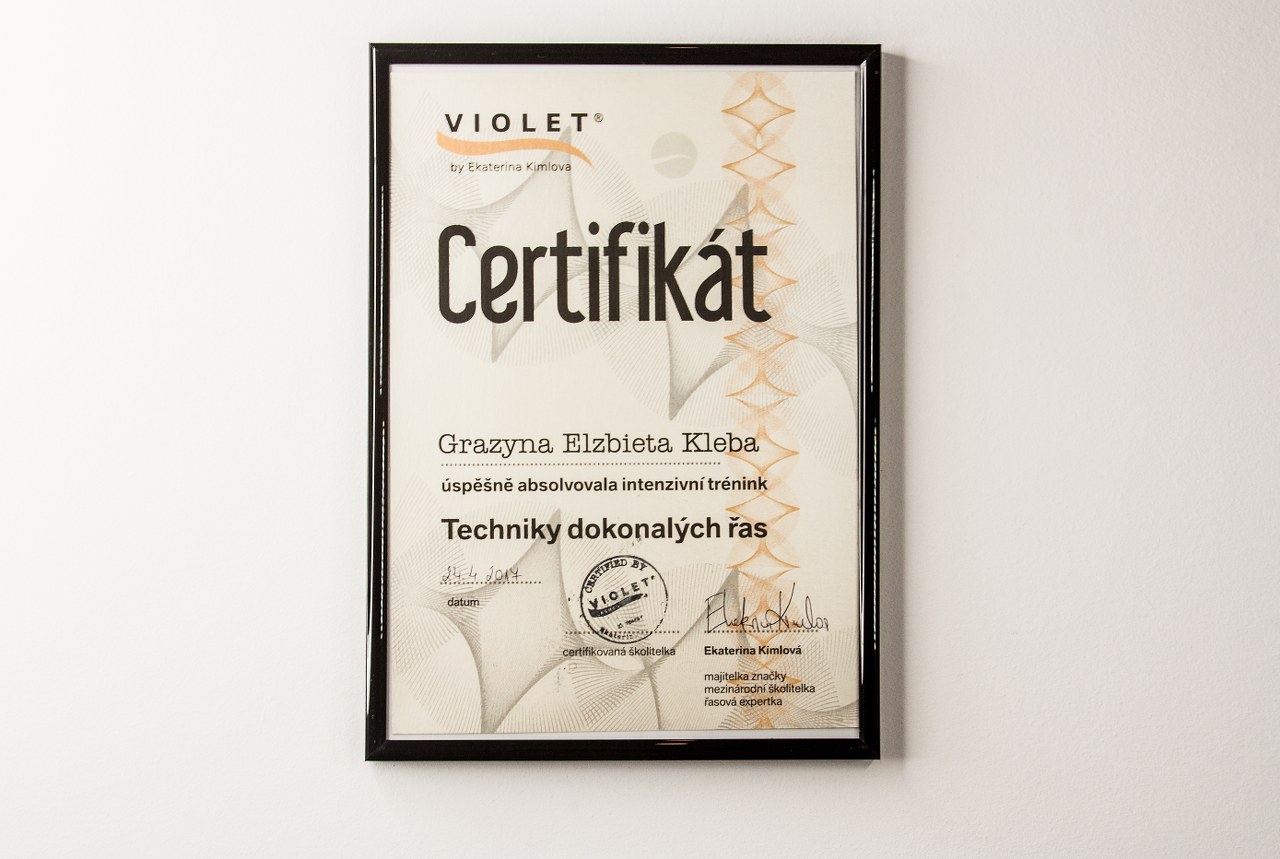 VIOLET®
by Ekaterina Kimlova
Certifikát
Grazyna Elzbieta Kleba
úspěšně absolvovala intenzivní trénink
Techniky dokonalých řas
24.4 2017
datum
CERTIFIED BY
VIOLET
certifikovaná školitelka
Ekaterina Kimlová
majitelka značky
mezinárodní školitelka
řasová expertka